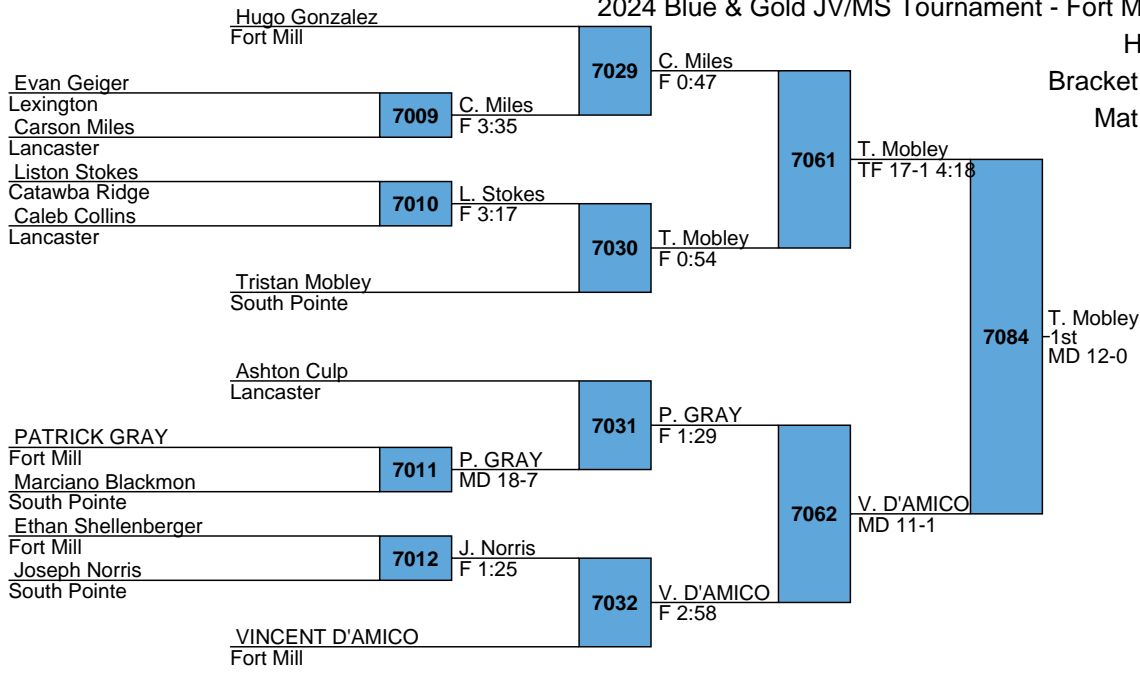 2024 Blue & Gold JV/MS Tournament - Fort M
H
Bracket
Mat
Hugo Gonzalez
Fort Mill
7029
C. Miles
F 0:47
Evan Geiger
Lexington
7009
C. Miles
F 3:35
Carson Miles
Lancaster
7061
T. Mobley
TF 17-1 4:18
Liston Stokes
Catawba Ridge
7010
L. Stokes
F 3:17
Caleb Collins
Lancaster
7030
T. Mobley
F 0:54
Tristan Mobley
South Pointe
7084
T. Mobley
1st
MD 12-0
Ashton Culp
Lancaster
7031
P. GRAY
F 1:29
PATRICK GRAY
Fort Mill
7011
P. GRAY
MD 18-7
Marciano Blackmon
South Pointe
7062
V. D'AMICO
MD 11-1
Ethan Shellenberger
Fort Mill
7012
J. Norris
F 1:25
Joseph Norris
South Pointe
7032
V. D'AMICO
F 2:58
VINCENT D'AMICO
Fort Mill